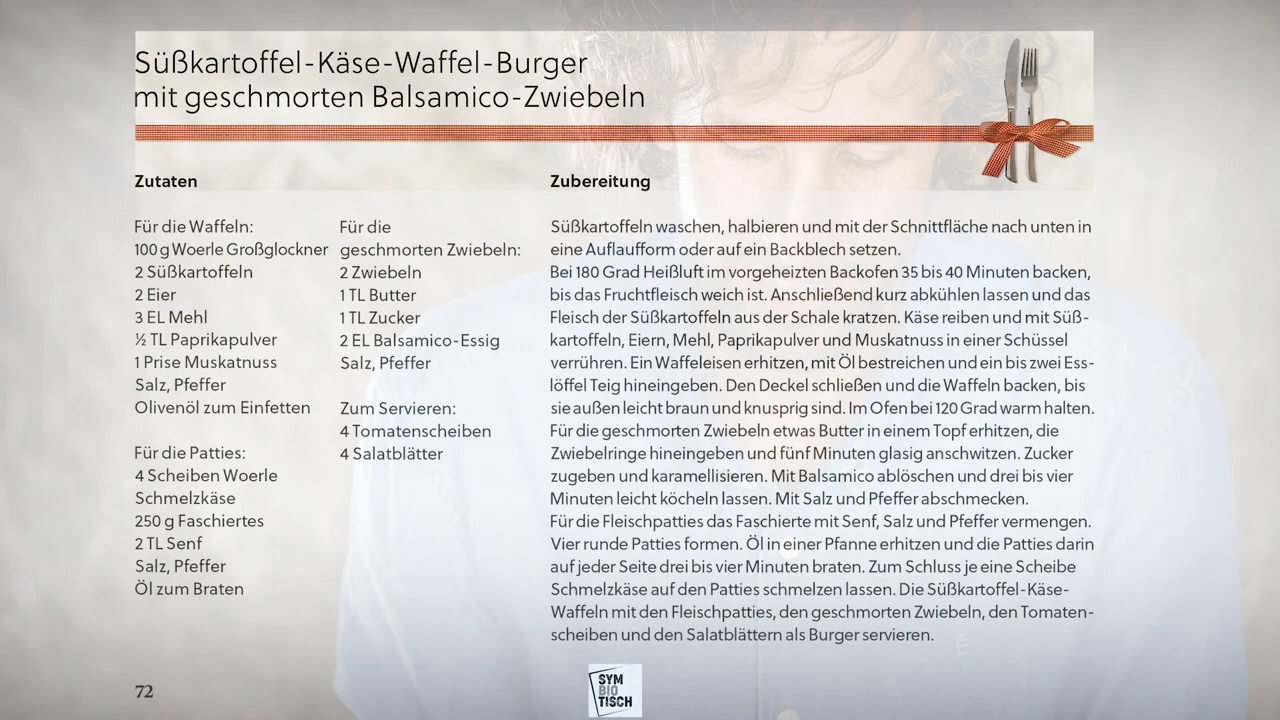 Süßkartoffel-Käse-Waffel-Burger
mit geschmorten Balsamico-Zwiebeln
Zutaten
Für die Waffeln:
100 g Woerle Großglockner
2 Süßkartoffeln
2 Eier
3 EL Mehl
½ TL Paprikapulver
1 Prise Muskatnuss
Salz, Pfeffer
Olivenöl zum Einfetten
Für die Patties:
4 Scheiben Woerle
Schmelzkäse
250 g Faschiertes
2 TL Senf
Salz, Pfeffer
Öl zum Braten
Für die
geschmorten Zwiebeln:
2 Zwiebeln
1 TL Butter
1 TL Zucker
2 EL Balsamico-Essig
Salz, Pfeffer
Zum Servieren:
4 Tomatenscheiben
4 Salatblätter
Zubereitung
Süßkartoffeln waschen, halbieren und mit der Schnittfläche nach unten in
eine Auflaufform oder auf ein Backblech setzen.
Bei 180 Grad Heißluft im vorgeheizten Backofen 35 bis 40 Minuten backen,
bis das Fruchtfleisch weich ist. Anschließend kurz abkühlen lassen und das
Fleisch der Süßkartoffeln aus der Schale kratzen. Käse reiben und mit Süß-
kartoffeln, Eiern, Mehl, Paprikapulver und Muskatnuss in einer Schüssel
verrühren. Ein Waffeleisen erhitzen, mit Öl bestreichen und ein bis zwei Ess-
löffel Teig hineingeben. Den Deckel schließen und die Waffeln backen, bis
sie außen leicht braun und knusprig sind. Im Ofen bei 120 Grad warm halten.
Für die geschmorten Zwiebeln etwas Butter in einem Topf erhitzen, die
Zwiebelringe hineingeben und fünf Minuten glasig anschwitzen. Zucker
zugeben und karamellisieren. Mit Balsamico ablöschen und drei bis vier
Minuten leicht köcheln lassen. Mit Salz und Pfeffer abschmecken.
Für die Fleischpatties das Faschierte mit Senf, Salz und Pfeffer vermengen.
Vier runde Patties formen. Öl in einer Pfanne erhitzen und die Patties darin
auf jeder Seite drei bis vier Minuten braten. Zum Schluss je eine Scheibe
Schmelzkäse auf den Patties schmelzen lassen. Die Süßkartoffel-Käse-
Waffeln mit den Fleischpatties, den geschmorten Zwiebeln, den Tomaten-
scheiben und den Salatblättern als Burger servieren.
72
SYM
BIO
TISCH